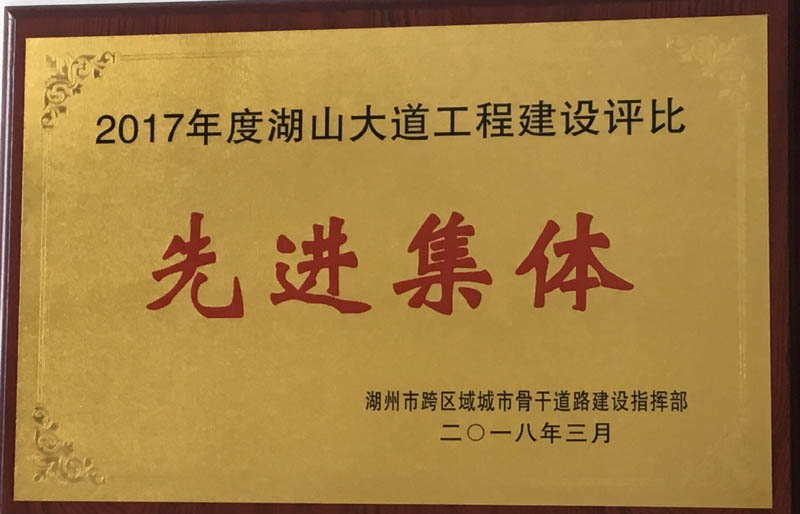 2017年度湖山大道工程建设评比
先进集体
湖州市跨区域城市骨干道路建设指挥部
二〇一八年三月